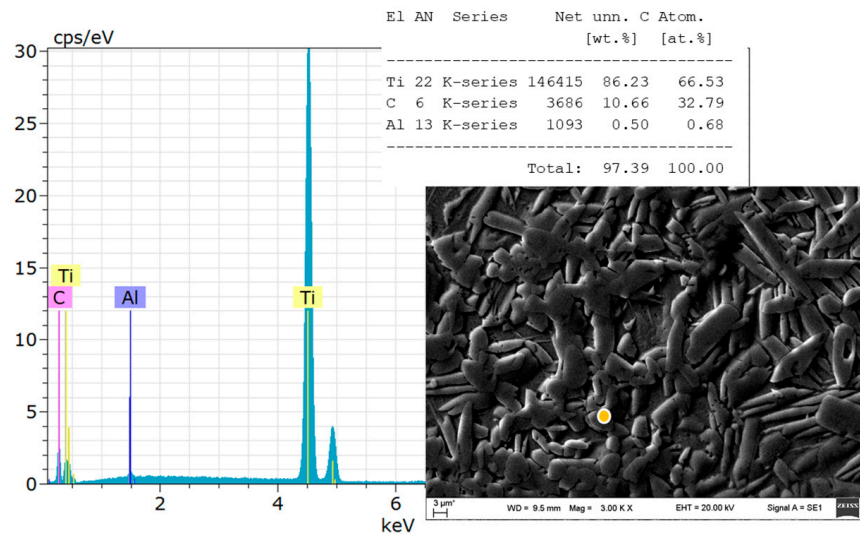 cps/eV
30
25
20
15
10
5
0
Ti
C
Al
Ti
2
4
6
keV
El AN Series Net unn. C Atom.
[wt.%] [at.%]
Ti 22 K-series 146415 86.23 66.53
C 6 K-series 3686 10.66 32.79
Al 13 K-series 1093 0.50 0.68
Total: 97.39 100.00
3 µm*
WD = 9.5 mm Mag = 3.00 K X EHT = 20.00 kV Signal A = SE1 ZEISS